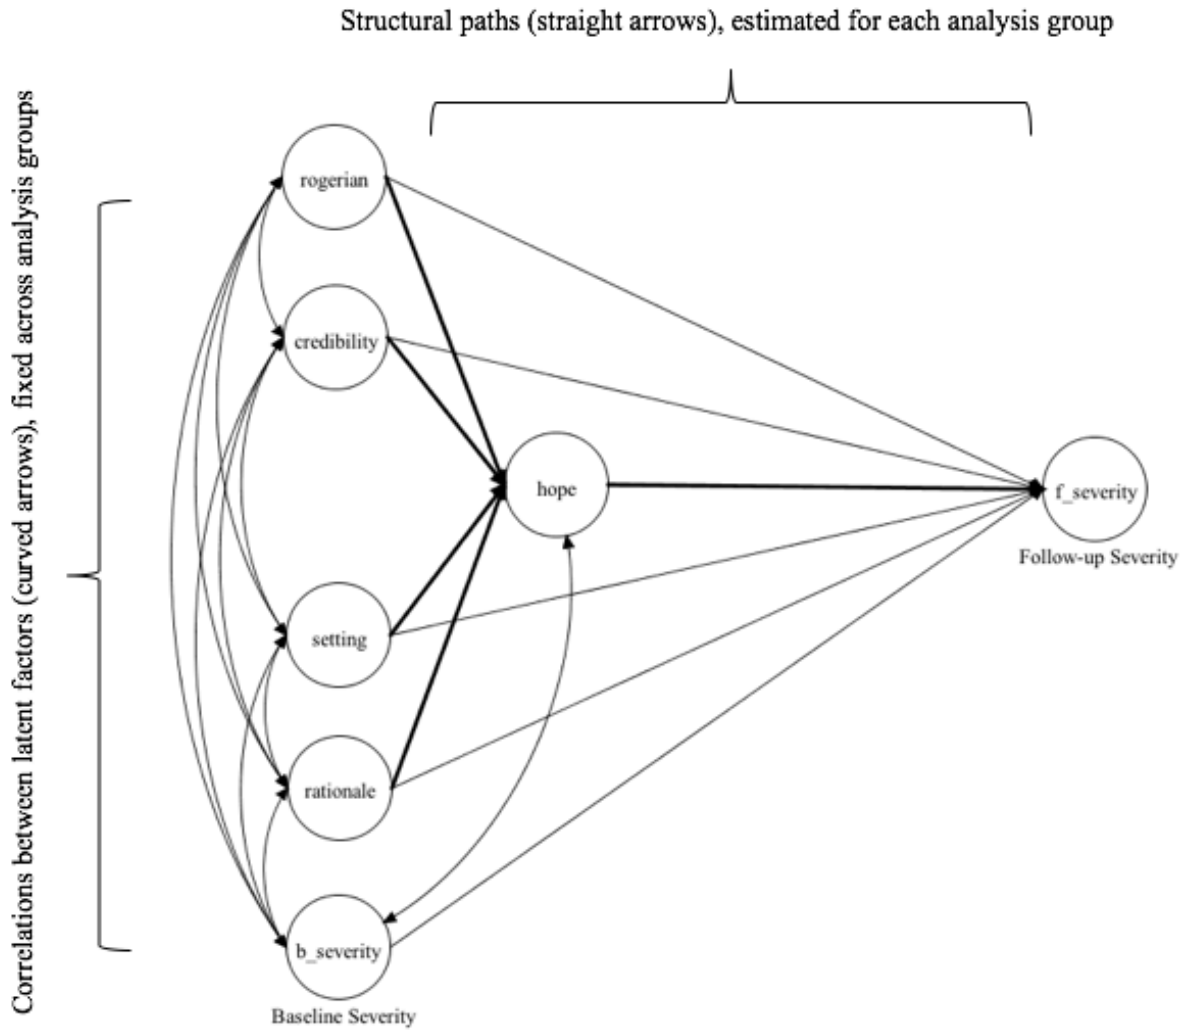 Structural paths (straight arrows), estimated for each analysis group
Correlations between latent factors (curved arrows), fixed across analysis groups
rogerian
credibility
hope
f_severity
Follow-up Severity
setting
rationale
b_severity
Baseline Severity